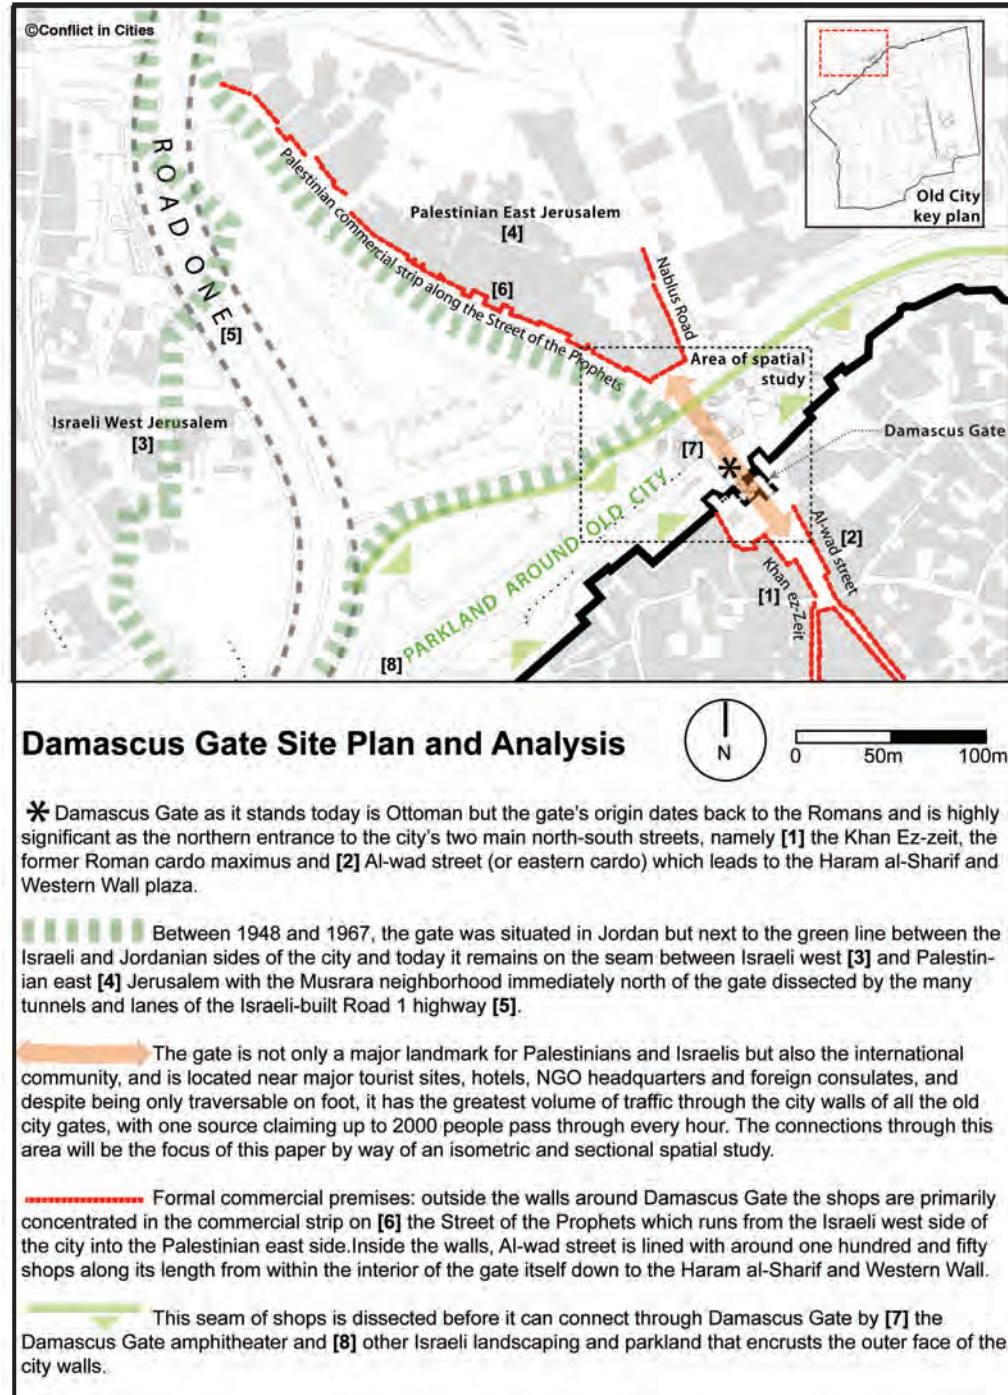 ©Conflict in Cities
Old City
key plan
ROAD ONE
[5]
Palestinian commercial strip along the Street of the Prophets
Palestinian East Jerusalem
[4]
[6]
Nablus Road
Area of spatial
study
Israeli West Jerusalem
[3]
Damascus Gate
[7]
*
PARKLAND AROUND OLD CITY
[8]
Al-wad street
[2]
Khan ez-Zeit
[1]
Damascus Gate Site Plan and Analysis
N
0 50m 100m
* Damascus Gate as it stands today is Ottoman but the gate's origin dates back to the Romans and is highly
significant as the northern entrance to the city's two main north-south streets, namely [1] the Khan Ez-zeit, the
former Roman cardo maximus and [2] Al-wad street (or eastern cardo) which leads to the Haram al-Sharif and
Western Wall plaza.
Between 1948 and 1967, the gate was situated in Jordan but next to the green line between the
Israeli and Jordanian sides of the city and today it remains on the seam between Israeli west [3] and Palestin-
ian east [4] Jerusalem with the Musrara neighborhood immediately north of the gate dissected by the many
tunnels and lanes of the Israeli-built Road 1 highway [5].
The gate is not only a major landmark for Palestinians and Israelis but also the international
community, and is located near major tourist sites, hotels, NGO headquarters and foreign consulates, and
despite being only traversable on foot, it has the greatest volume of traffic through the city walls of all the old
city gates, with one source claiming up to 2000 people pass through every hour. The connections through this
area will be the focus of this paper by way of an isometric and sectional spatial study.
Formal commercial premises: outside the walls around Damascus Gate the shops are primarily
concentrated in the commercial strip on [6] the Street of the Prophets which runs from the Israeli west side of
the city into the Palestinian east side.Inside the walls, Al-wad street is lined with around one hundred and fifty
shops along its length from within the interior of the gate itself down to the Haram al-Sharif and Western Wall.
This seam of shops is dissected before it can connect through Damascus Gate by [7] the
Damascus Gate amphitheater and [8] other Israeli landscaping and parkland that encrusts the outer face of the
city walls.